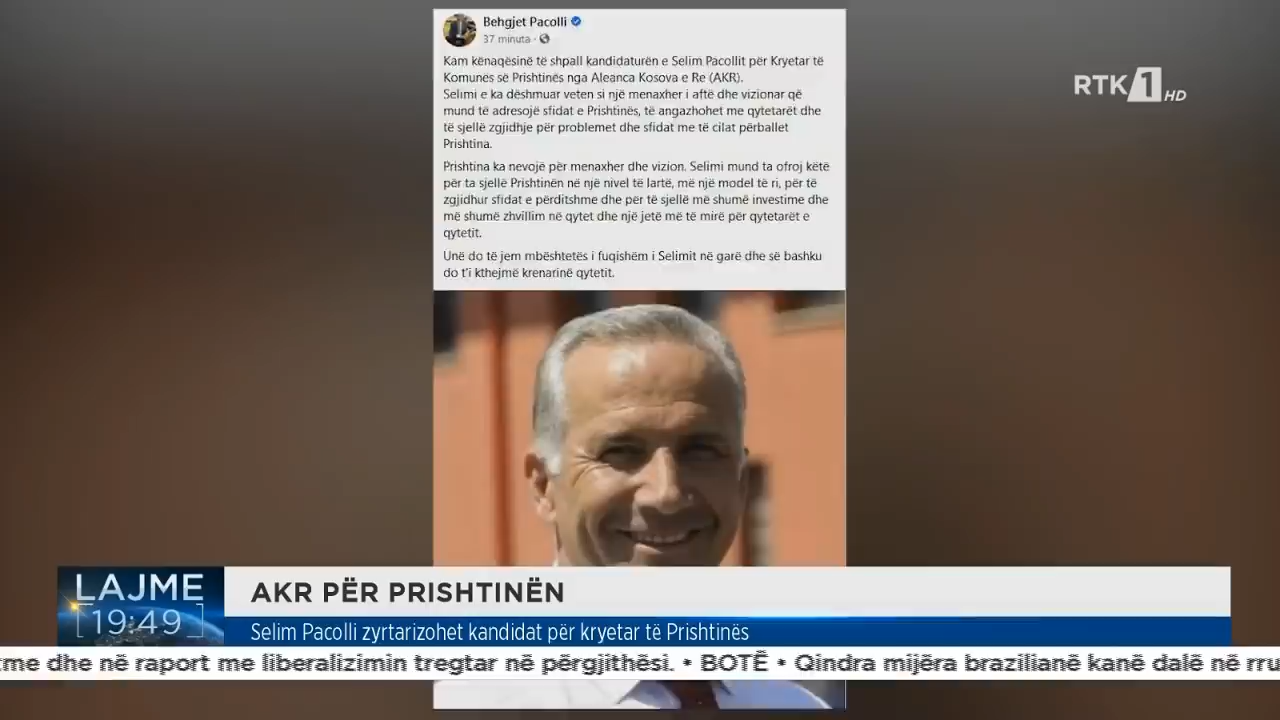 Behgjet Pacolli
37 minuta ·
Kam kënaqësinë të shpall kandidaturën e Selim Pacollit për Kryetar të
Komunës së Prishtinës nga Aleanca Kosova e Re (AKR).
Selimi e ka dëshmuar veten si një menaxher i aftë dhe vizionar që
mund të adresojë sfidat e Prishtinës, të angazhohet me qytetarët dhe
të sjellë zgjidhje për problemet dhe sfidat me të cilat përballet
Prishtina.
Prishtina ka nevojë për menaxher dhe vizion. Selimi mund ta ofroj këtë
për ta sjellë Prishtinën në një nivel të lartë, më një model të ri, për të
zgjidhur sfidat e përditshme dhe për të sjellë më shumë investime dhe
më shumë zhvillim në qytet dhe një jetë më të mirë për qytetarët e
qytetit.
Unë do të jem mbështetës i fuqishëm i Selimit në garë dhe së bashku
do t'i kthejmë krenarinë qytetit.
RTK 1 HD
LAJME
19:49
AKR PËR PRISHTINËN
Selim Pacolli zyrtarizohet kandidat për kryetar të Prishtinës
tme dhe në raport me liberalizimin tregtar në përgjithësi. • BOTË • Qindra mijëra brazilianë kanë dalë në rru